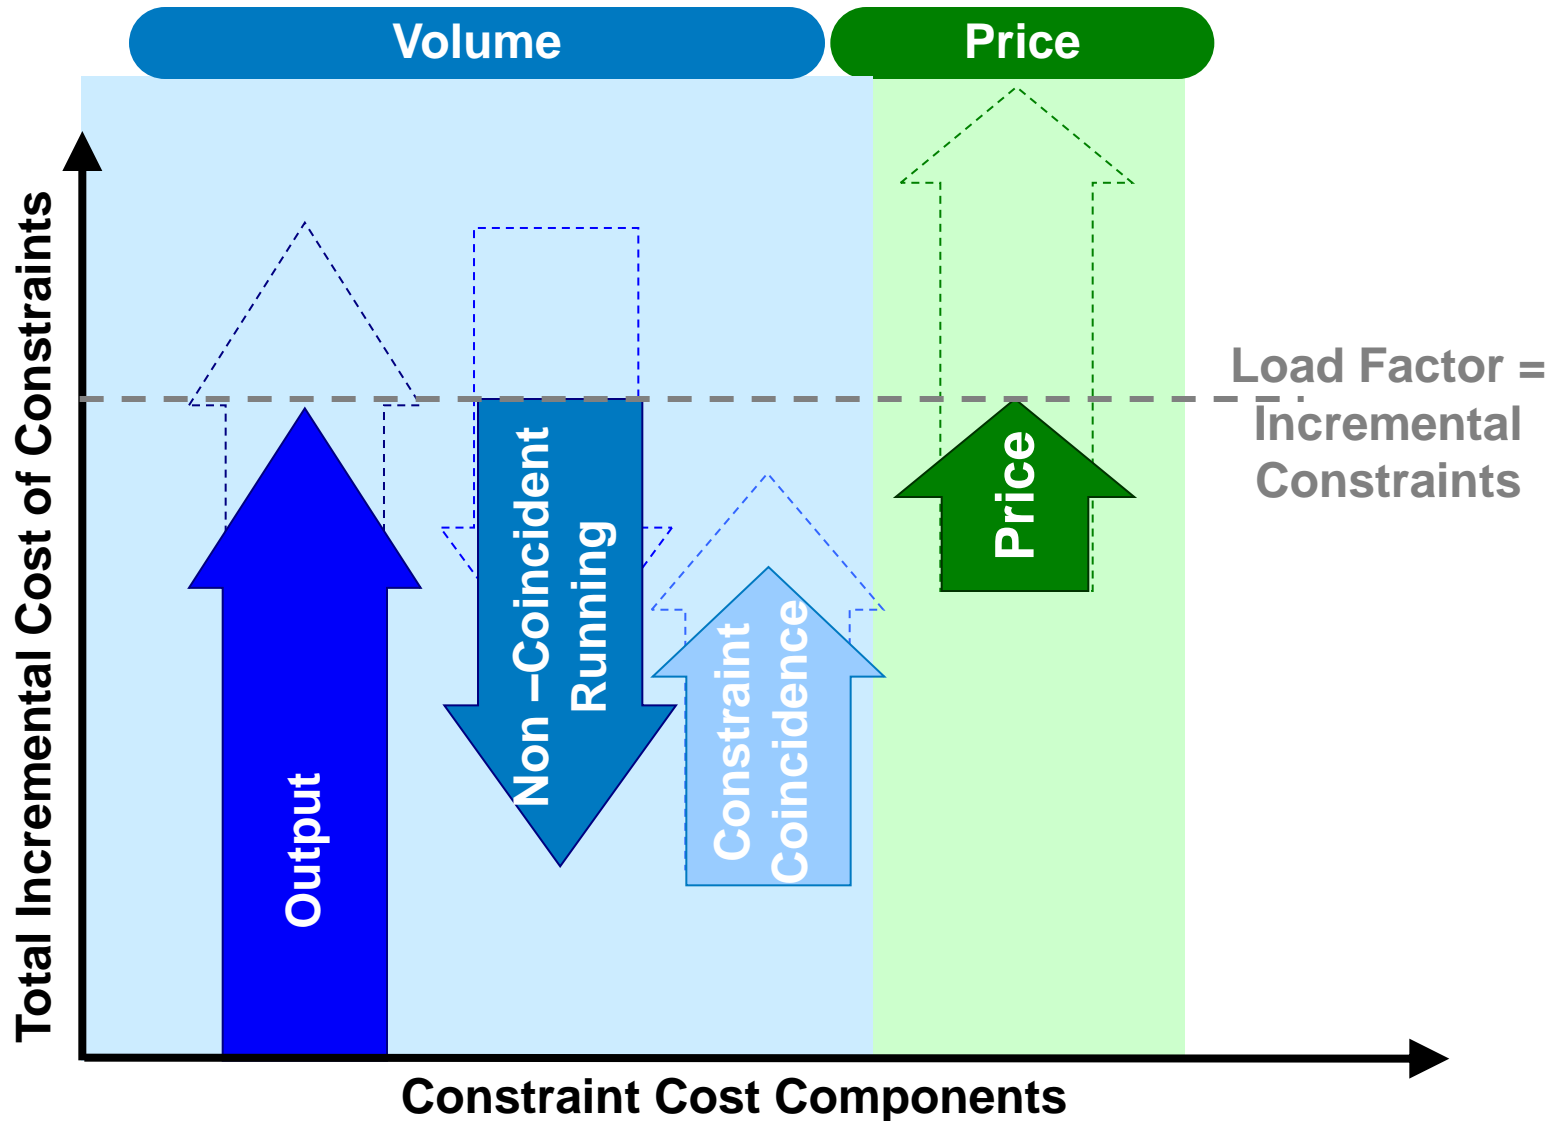 Volume
Price
Total Incremental Cost of Constraints
Output
Non –Coincident
Running
Constraint
Coincidence
Price
Load Factor =
Incremental
Constraints
Constraint Cost Components